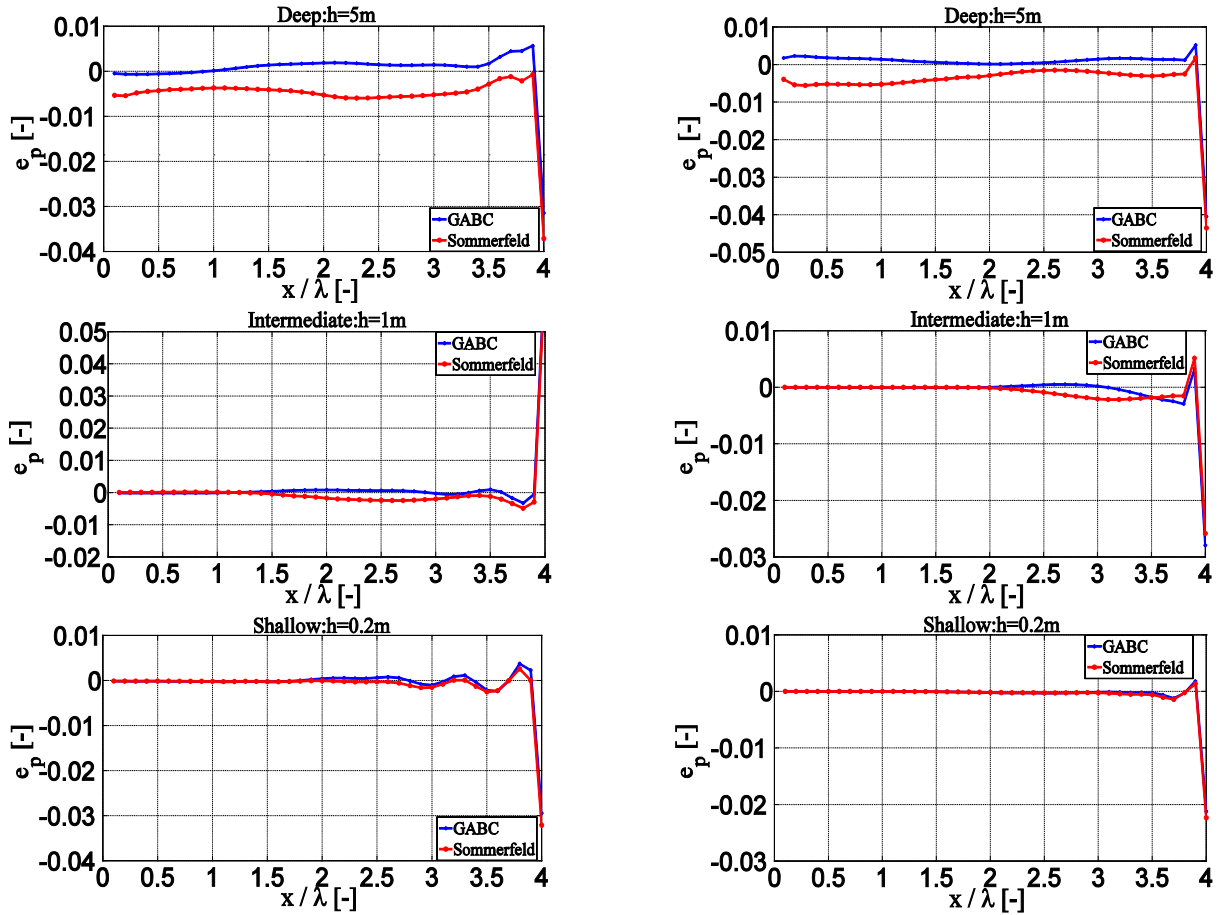 Deep:h=5m
0.01
0
-0.01
-0.02
-0.03
-0.04
e_p [-]
GABC
Sommerfeld
0 0.5 1 1.5 2 2.5 3 3.5 4
x / λ [-]
Deep:h=5m
0.01
0
-0.01
-0.02
-0.03
-0.04
-0.05
e_p [-]
GABC
Sommerfeld
0 0.5 1 1.5 2 2.5 3 3.5 4
x / λ [-]
Intermediate:h=1m
0.05
0.04
0.03
0.02
0.01
0
-0.01
-0.02
e_p [-]
GABC
Sommerfeld
0 0.5 1 1.5 2 2.5 3 3.5 4
x / λ [-]
Intermediate:h=1m
0.01
0
-0.01
-0.02
-0.03
e_p [-]
GABC
Sommerfeld
0 0.5 1 1.5 2 2.5 3 3.5 4
x / λ [-]
Shallow:h=0.2m
0.01
0
-0.01
-0.02
-0.03
-0.04
e_p [-]
GABC
Sommerfeld
0 0.5 1 1.5 2 2.5 3 3.5 4
x / λ [-]
Shallow:h=0.2m
0.01
0
-0.01
-0.02
-0.03
e_p [-]
GABC
Sommerfeld
0 0.5 1 1.5 2 2.5 3 3.5 4
x / λ [-]